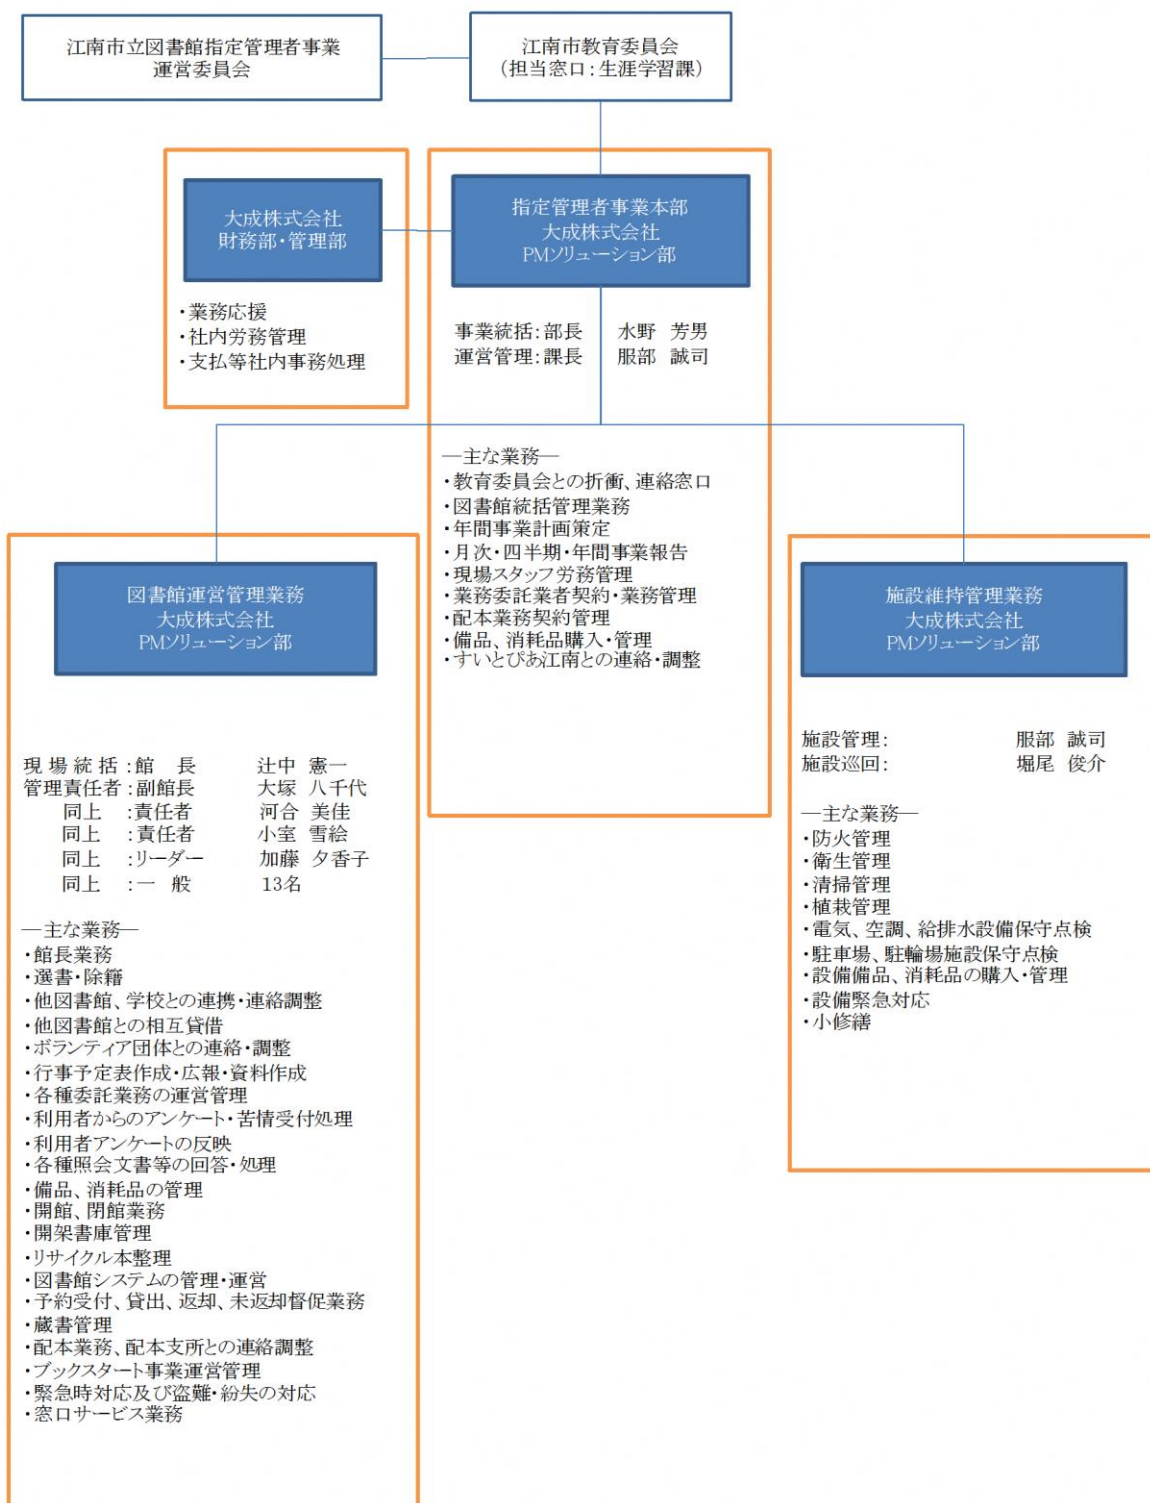 江南市立図書館指定管理者事業
運営委員会
江南市教育委員会
(担当窓口:生涯学習課)
大成株式会社
財務部・管理部
・業務応援
・社内労務管理
・支払等社内事務処理
指定管理者事業本部
大成株式会社
PMソリューション部
事業統括:部長 水野 芳男
運営管理:課長 服部 誠司
―主な業務―
・教育委員会との折衝、連絡窓口
・図書館統括管理業務
・年間事業計画策定
・月次・四半期・年間事業報告
・現場スタッフ労務管理
・業務委託業者契約・業務管理
・配本業務契約管理
・備品、消耗品購入・管理
・すいとぴあ江南との連絡・調整
図書館運営管理業務
大成株式会社
PMソリューション部
現場統括:館 長 辻中 憲一
管理責任者:副館長 大塚 八千代
同上 :責任者 河合 美佳
同上 :責任者 小室 雪絵
同上 :リーダー 加藤 夕香子
同上 :一 般 13名
―主な業務―
・館長業務
・選書・除籍
・他図書館、学校との連携・連絡調整
・他図書館との相互貸借
・ボランティア団体との連絡・調整
・行事予定表作成・広報・資料作成
・各種委託業務の運営管理
・利用者からのアンケート・苦情受付処理
・利用者アンケートの反映
・各種照会文書等の回答・処理
・備品、消耗品の管理
・開館、閉館業務
・開架書庫管理
・リサイクル本整理
・図書館システムの管理・運営
・予約受付、貸出、返却、未返却督促業務
・蔵書管理
・配本業務、配本支所との連絡調整
・ブックスタート事業運営管理
・緊急時対応及び盗難・紛失の対応
・窓口サービス業務
施設維持管理業務
大成株式会社
PMソリューション部
施設管理: 服部 誠司
施設巡回: 堀尾 俊介
―主な業務―
・防火管理
・衛生管理
・清掃管理
・植栽管理
・電気、空調、給排水設備保守点検
・駐車場、駐輪場施設保守点検
・設備備品、消耗品の購入・管理
・設備緊急対応
・小修繕